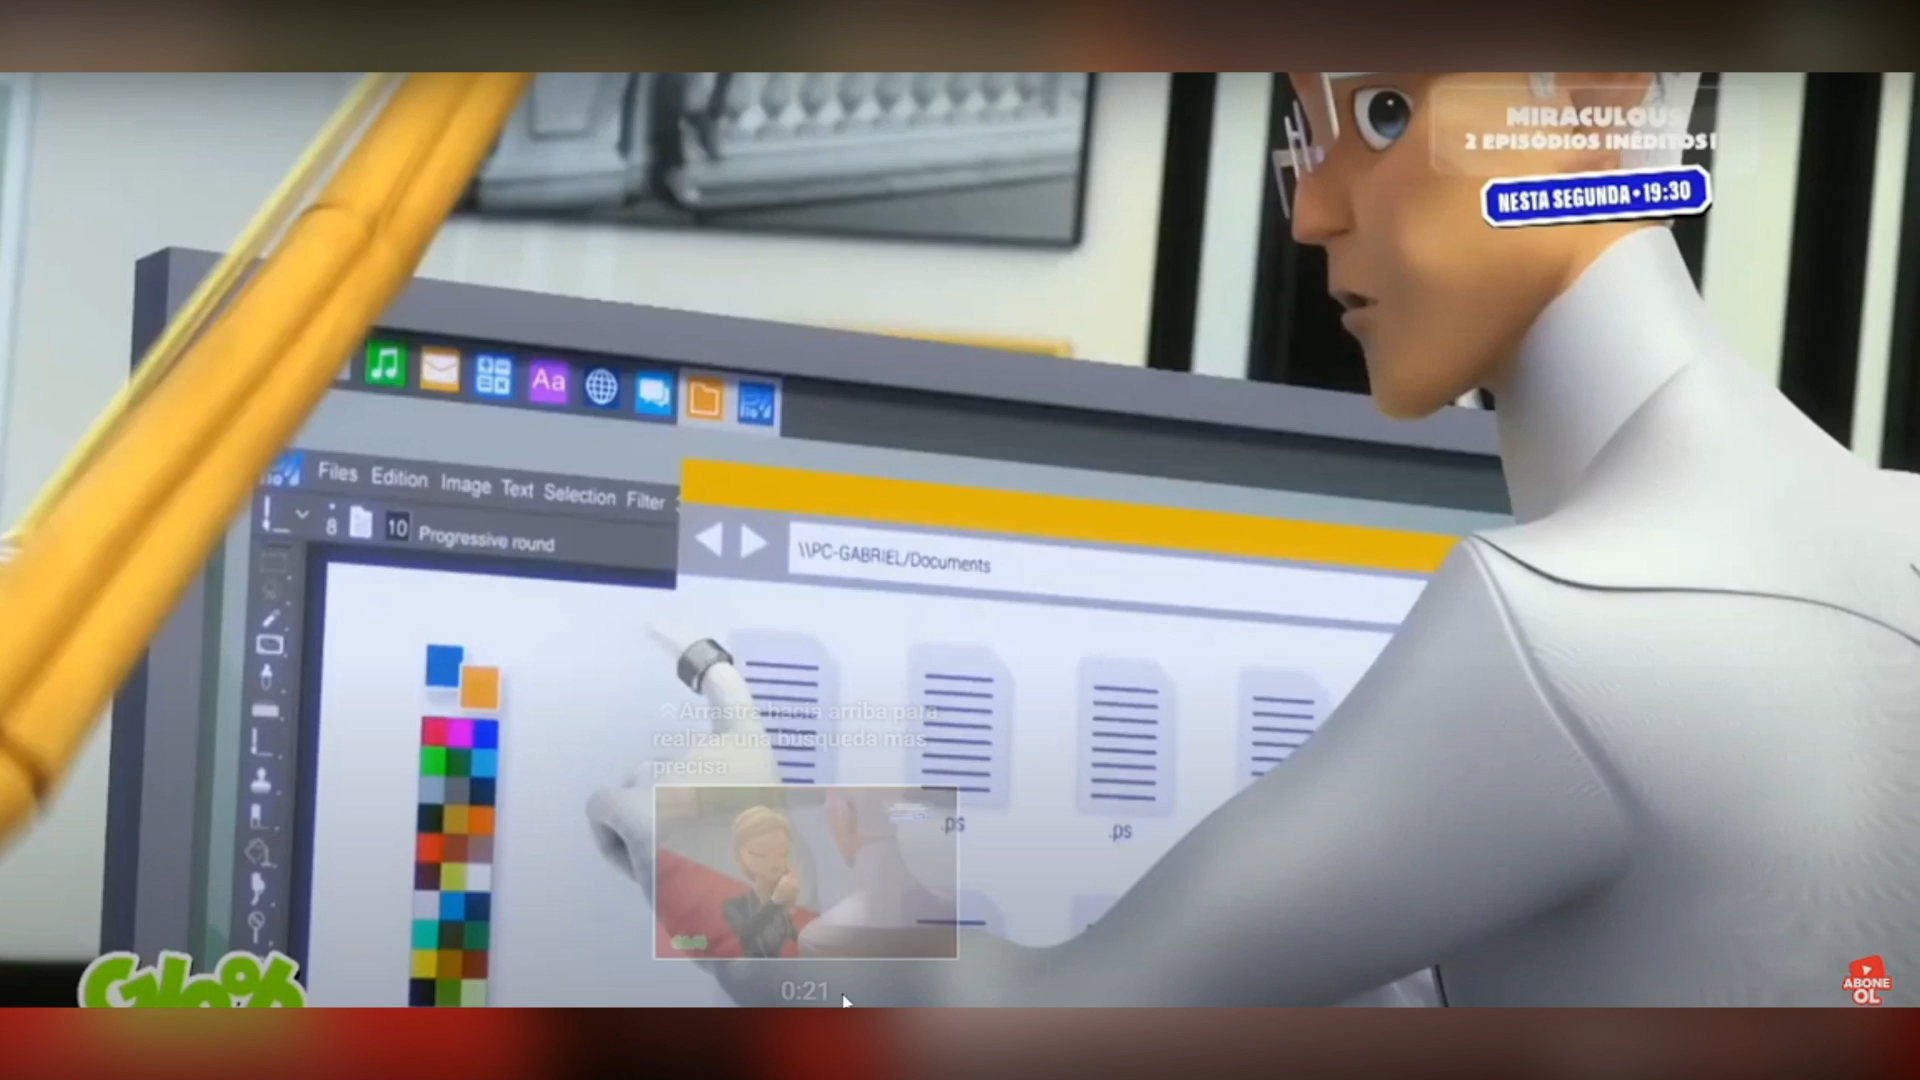 MIRACULOUS
2 EPISÓDIOS INÉDITOS!
NESTA SEGUNDA • 19:30
Aa
Files Edition Image Text Selection Filter
8 10 Progressive round
\\PC-GABRIEL/Documents
Arrastra hacia arriba para
realizar una búsqueda más
precisa
.ps
.ps
0:21
Gloob
ABONE
OL